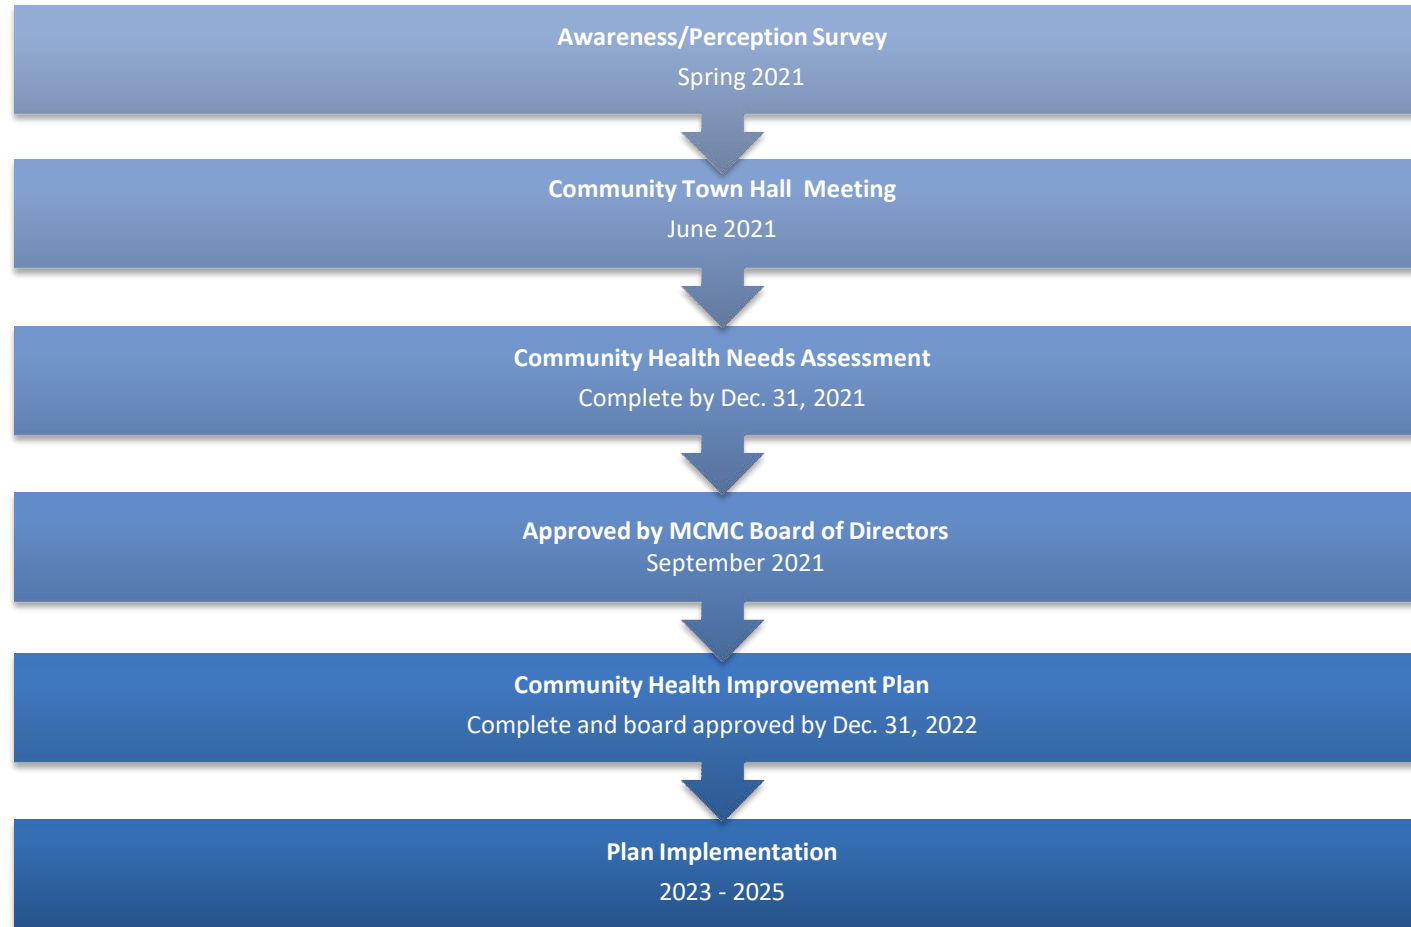 Awareness/Perception Survey
Spring 2021
Community Town Hall Meeting
June 2021
Community Health Needs Assessment
Complete by Dec. 31, 2021
Approved by MCMC Board of Directors
September 2021
Community Health Improvement Plan
Complete and board approved by Dec. 31, 2022
Plan Implementation
2023 - 2025